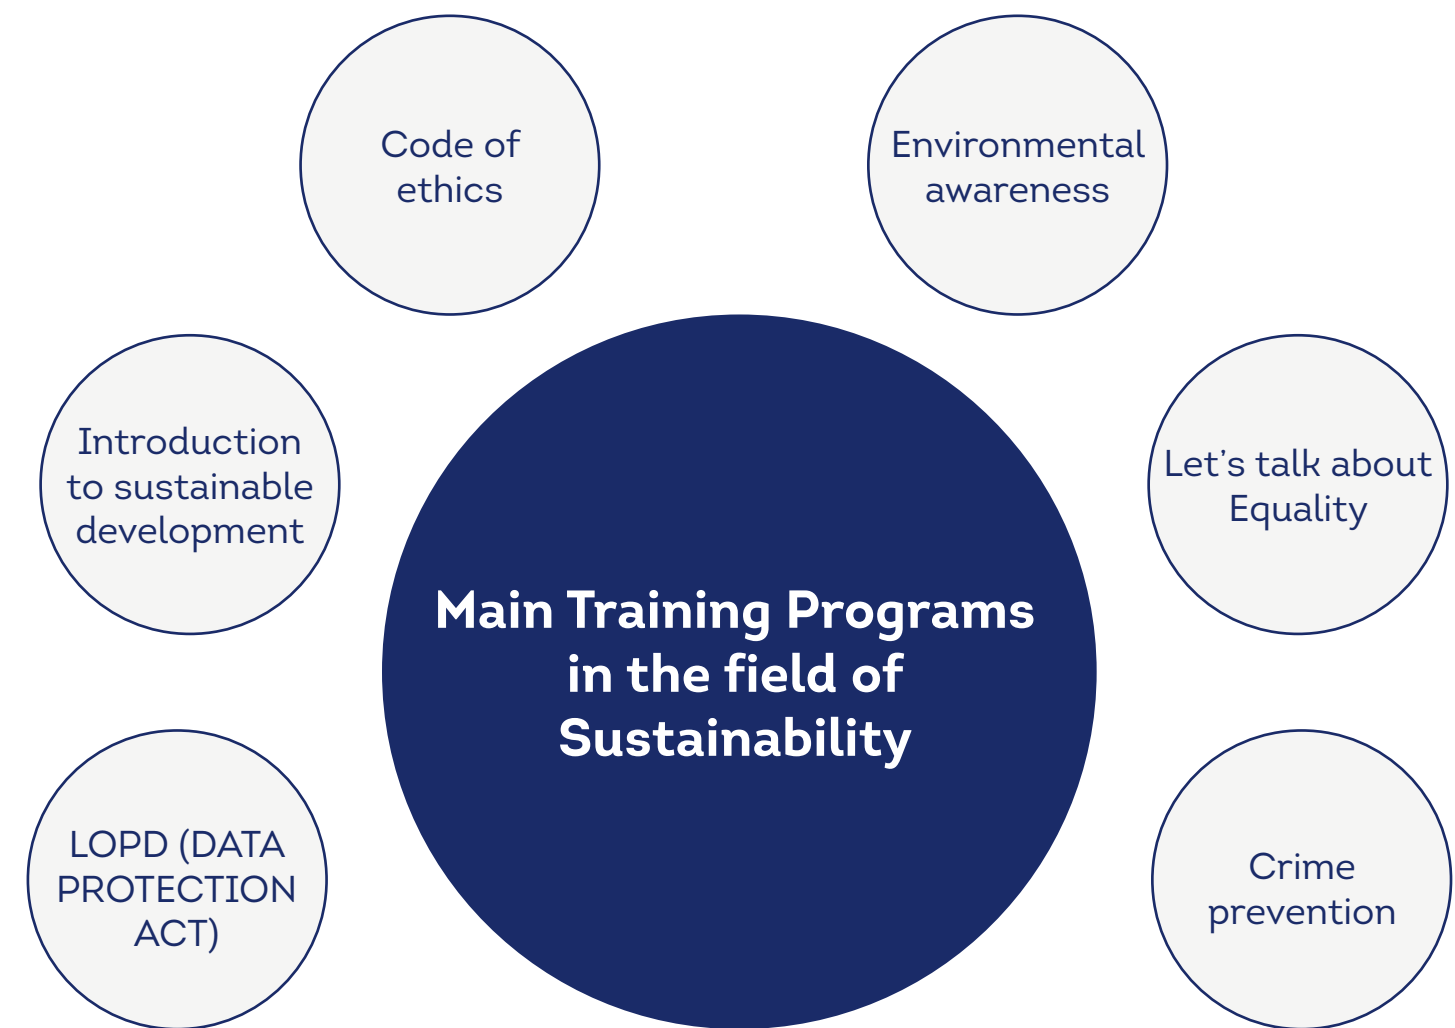 Code of
ethics
Environmental
awareness
Introduction
to sustainable
development
Let's talk about
Equality
Main Training Programs
in the field of
Sustainability
LOPD (DATA
PROTECTION
ACT)
Crime
prevention